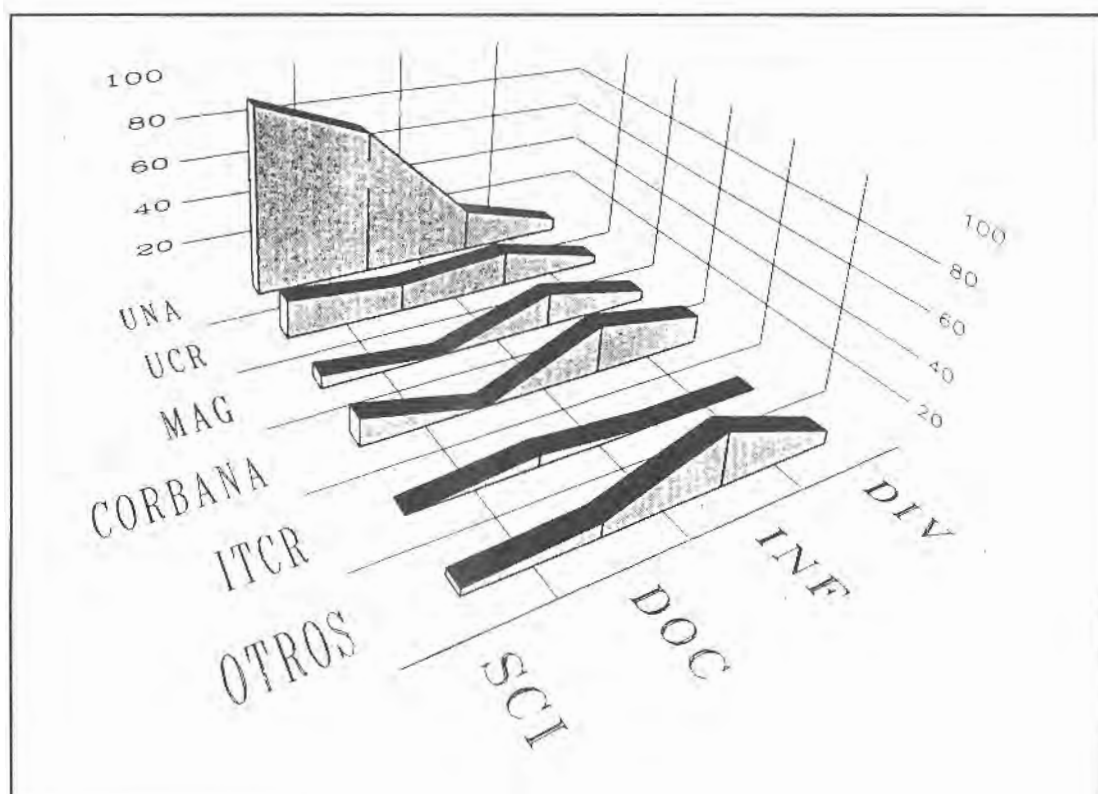 100
80
60
40
20
UNA
UCR
MAG
CORBANA
ITCR
OTROS
SCI
DOC
INF
DIV
100
80
60
40
20